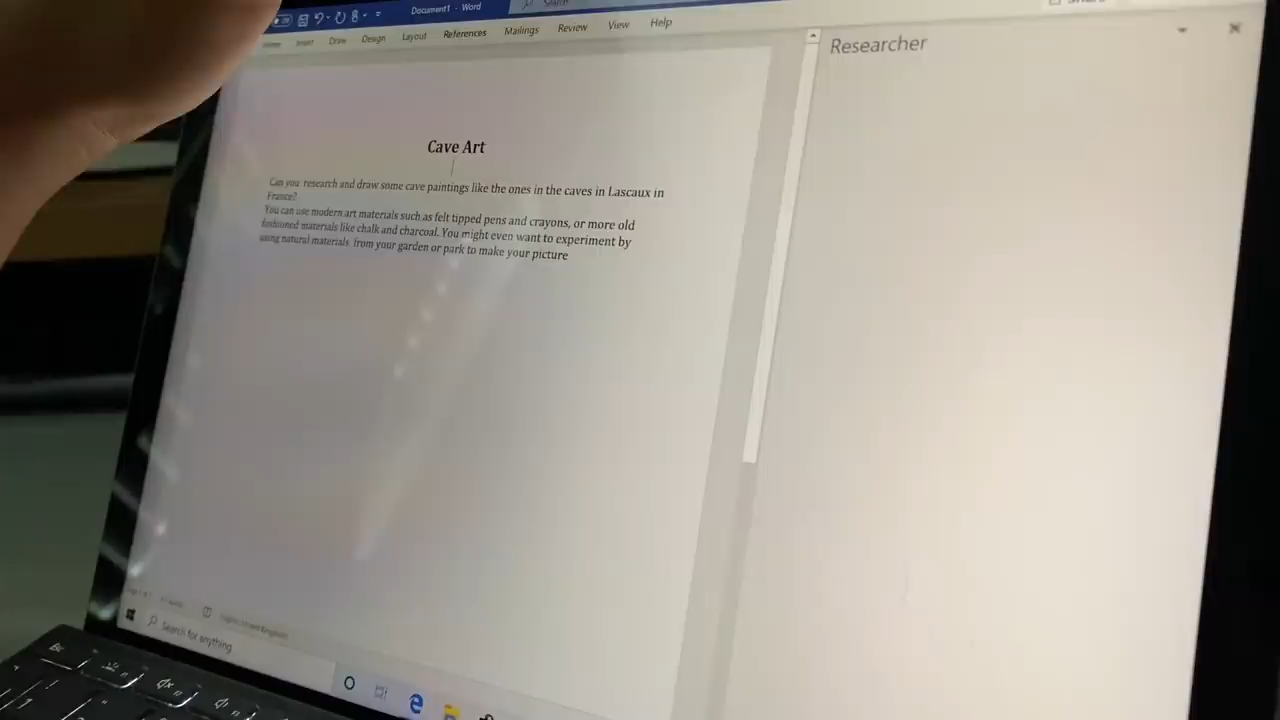 Document1 - Word
Home Insert Draw Design Layout References Mailings Review View Help
Researcher
Cave Art
Can you research and draw some cave paintings like the ones in the caves in Lascaux in
France?
You can use modern art materials such as felt tipped pens and crayons, or more old
fashioned materials like chalk and charcoal. You might even want to experiment by
using natural materials from your garden or park to make your picture
Search for anything
Esc